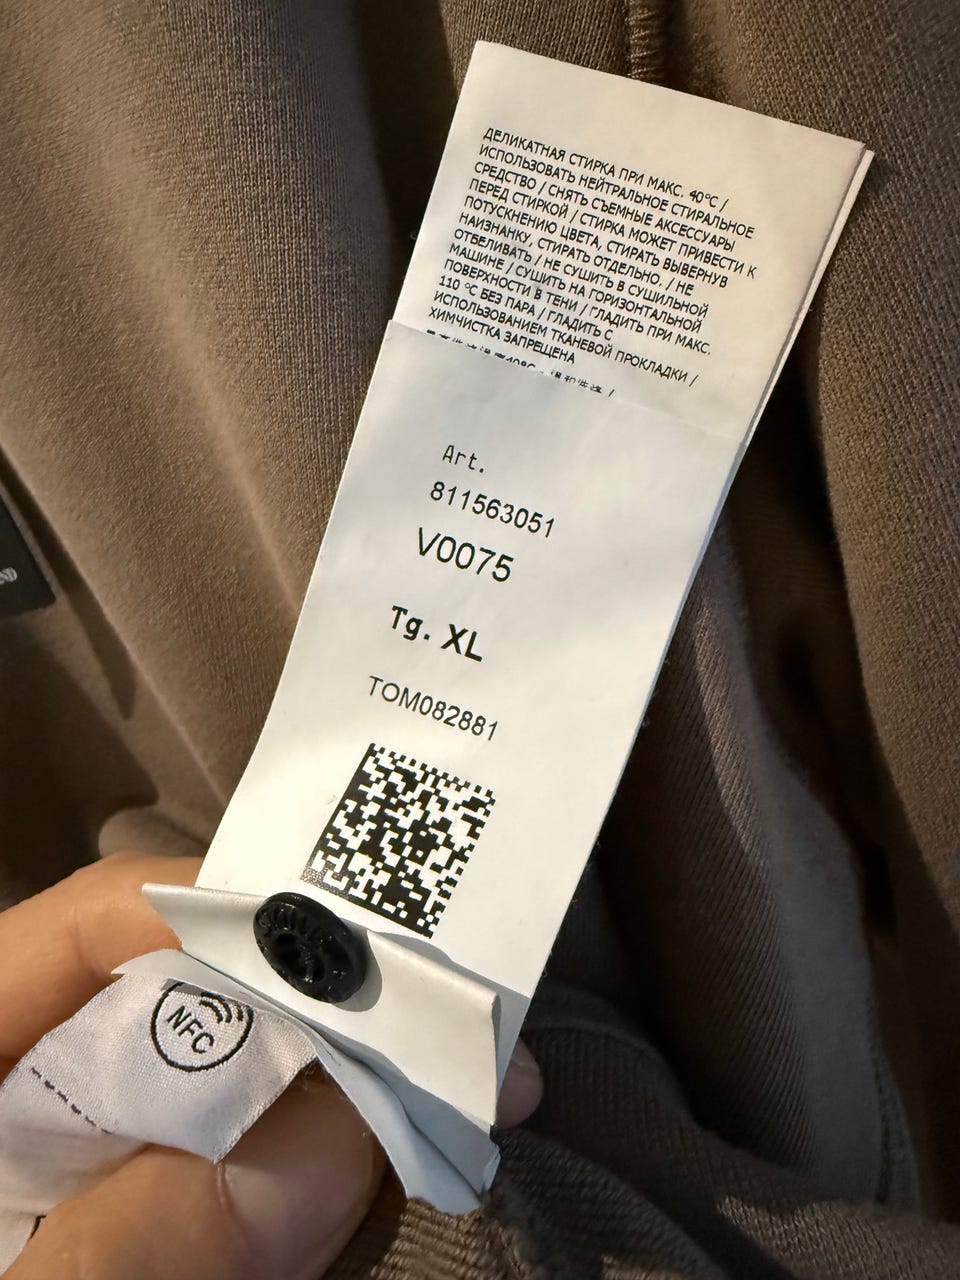 ДЕЛИКАТНАЯ СТИРКА ПРИ МАКС. 40°C /
ИСПОЛЬЗОВАТЬ НЕЙТРАЛЬНОЕ СТИРАЛЬНОЕ
СРЕДСТВО / СНЯТЬ СЪЕМНЫЕ АКСЕССУАРЫ
ПЕРЕД СТИРКОЙ / СТИРКА МОЖЕТ ПРИВЕСТИ К
ПОТУСКНЕНИЮ ЦВЕТА, СТИРАТЬ ВЫВЕРНУВ
НАИЗНАНКУ, СТИРАТЬ ОТДЕЛЬНО, / НЕ
ОТБЕЛИВАТЬ / НЕ СУШИТЬ В СУШИЛЬНОЙ
МАШИНЕ / СУШИТЬ НА ГОРИЗОНТАЛЬНОЙ
ПОВЕРХНОСТИ В ТЕНИ / ГЛАДИТЬ ПРИ МАКС.
110 °C БЕЗ ПАРА / ГЛАДИТЬ С
ИСПОЛЬЗОВАНИЕМ ТКАНЕВОЙ ПРОКЛАДКИ /
ХИМЧИСТКА ЗАПРЕЩЕНА
Art.
811563051
V0075
Tg. XL
TOM082881
NFC